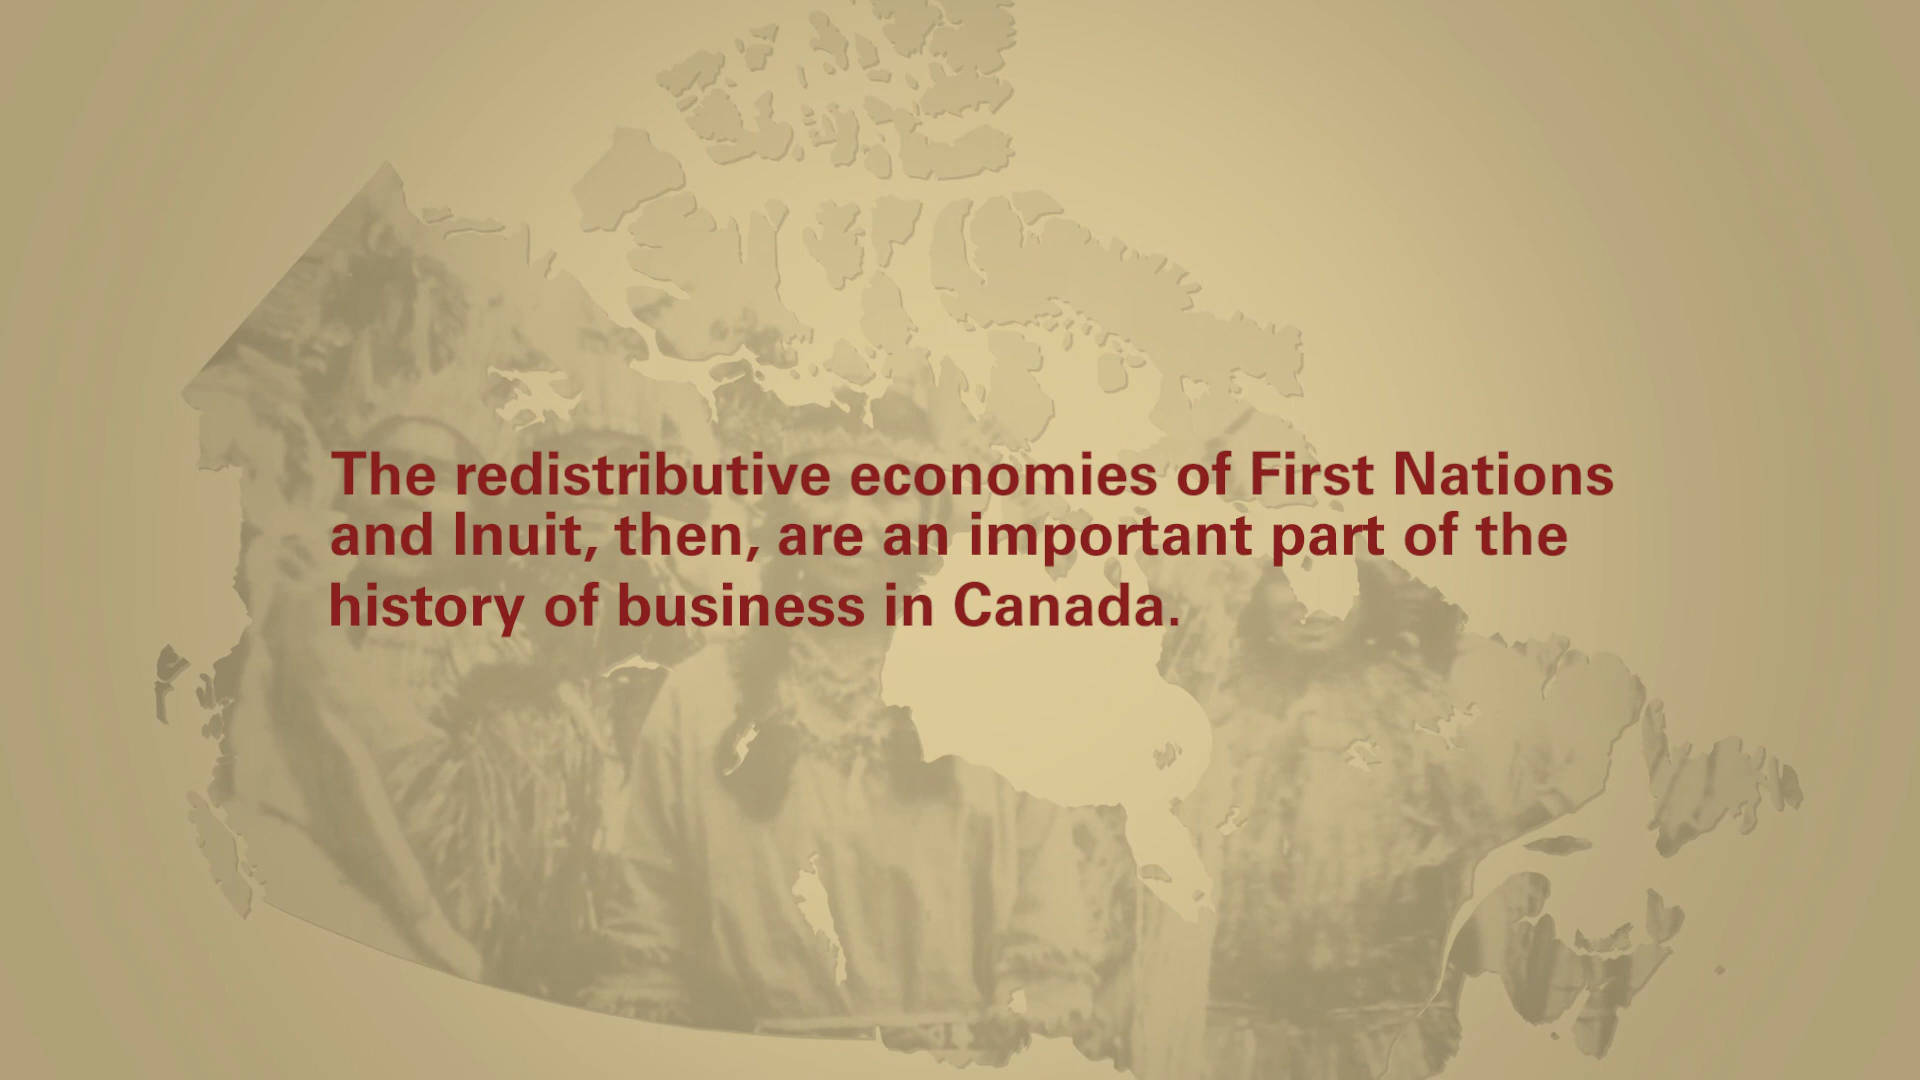 The redistributive economies of First Nations
and Inuit, then, are an important part of the
history of business in Canada.